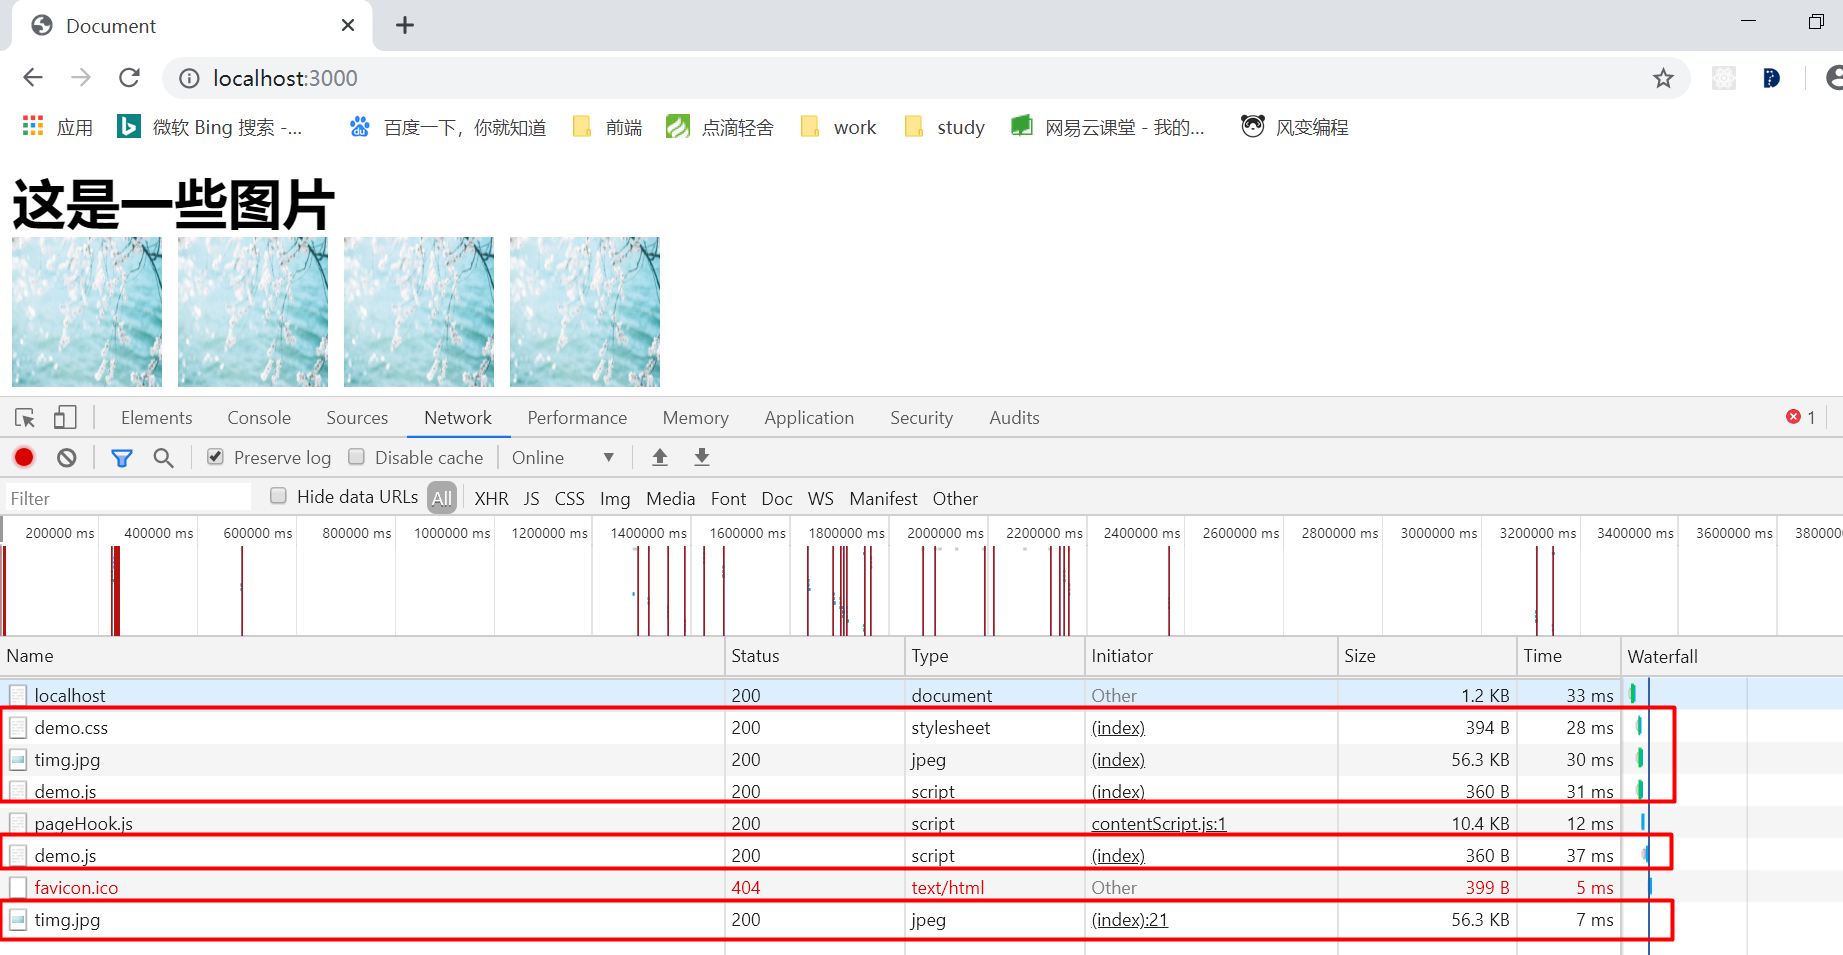 Document
localhost:3000
应用 微软 Bing 搜索 -... 百度一下，你就知道 前端 点滴轻舍 work study 网易云课堂 - 我的... 风变编程
这是一些图片
Elements Console Sources Network Performance Memory Application Security Audits 1
Preserve log Disable cache Online
Filter Hide data URLs All XHR JS CSS Img Media Font Doc WS Manifest Other
200000 ms 400000 ms 600000 ms 800000 ms 1000000 ms 1200000 ms 1400000 ms 1600000 ms 1800000 ms 2000000 ms 2200000 ms 2400000 ms 2600000 ms 2800000 ms 3000000 ms 3200000 ms 3400000 ms 3600000 ms 380000
Name Status Type Initiator Size Time Waterfall
localhost 200 document Other 1.2 KB 33 ms
demo.css 200 stylesheet (index) 394 B 28 ms
timg.jpg 200 jpeg (index) 56.3 KB 30 ms
demo.js 200 script (index) 360 B 31 ms
pageHook.js 200 script contentScript.js:1 10.4 KB 12 ms
demo.js 200 script (index) 360 B 37 ms
favicon.ico 404 text/html Other 399 B 5 ms
timg.jpg 200 jpeg (index):21 56.3 KB 7 ms